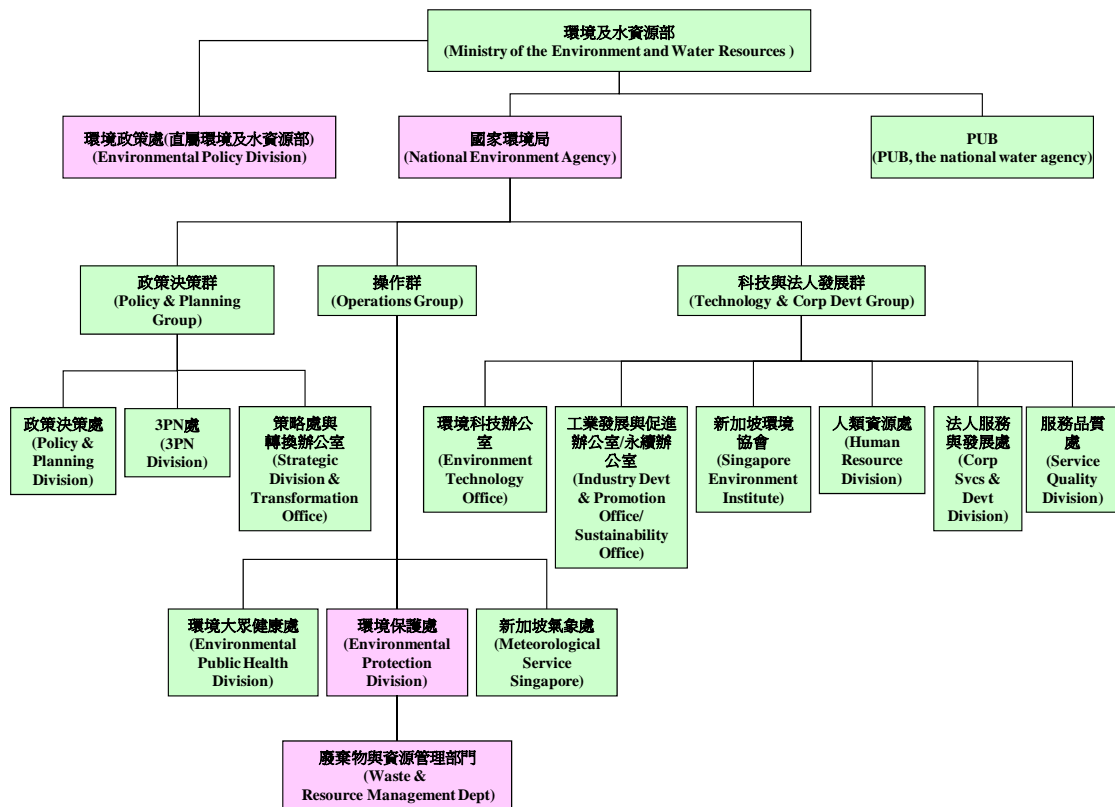 環境及水資源部
(Ministry of the Environment and Water Resources )
環境政策處(直屬環境及水資源部)
(Environmental Policy Division)
國家環境局
(National Environment Agency)
PUB
(PUB, the national water agency)
政策決策群
(Policy & Planning
Group)
操作群
(Operations Group)
科技與法人發展群
(Technology & Corp Devt Group)
政策決策處
(Policy &
Planning
Division)
3PN處
(3PN
Division)
策略處與
轉換辦公室
(Strategic
Division &
Transformation
Office)
環境科技辦公
室
(Environment
Technology
Office)
工業發展與促進
辦公室/永續辦
公室
(Industry Devt
& Promotion
Office/
Sustainability
Office)
新加坡環境
協會
(Singapore
Environment
Institute)
人類資源處
(Human
Resource
Division)
法人服務
與發展處
(Corp
Svcs &
Devt
Division)
服務品質
處
(Service
Quality
Division)
環境大眾健康處
(Environmental
Public Health
Division)
環境保護處
(Environmental
Protection
Division)
新加坡氣象處
(Meteorological
Service
Singapore)
廢棄物與資源管理部門
(Waste &
Resource Management Dept)